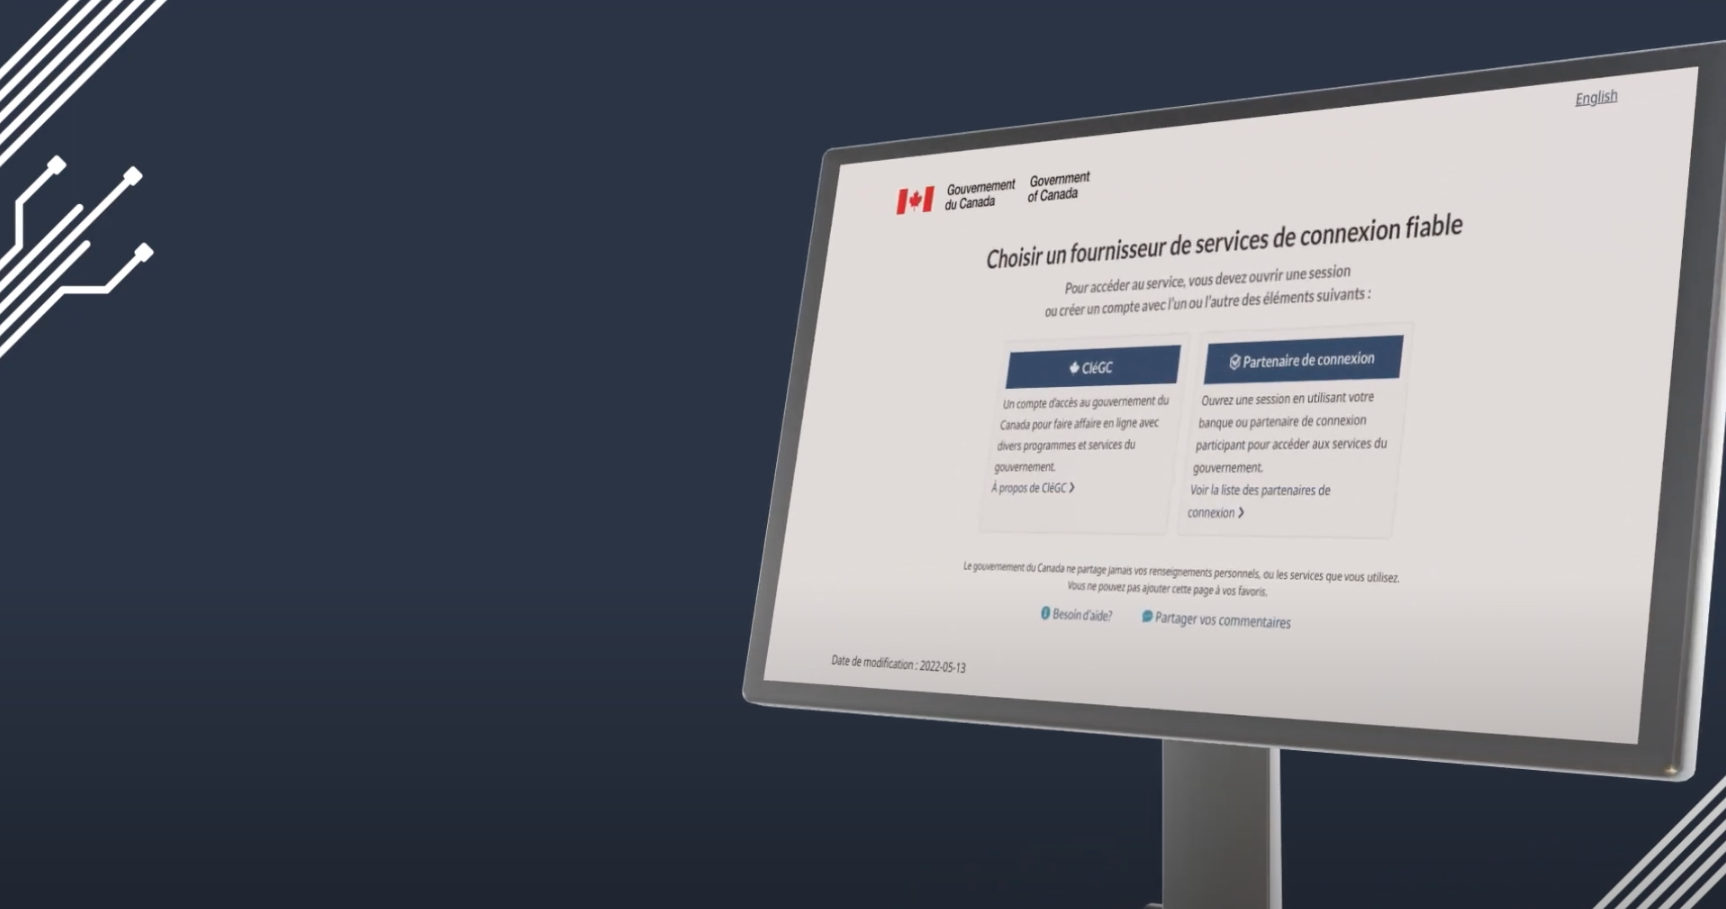 English
Gouvernement
du Canada
Government
of Canada
Choisir un fournisseur de services de connexion fiable
Pour accéder au service, vous devez ouvrir une session
ou créer un compte avec l'un ou l'autre des éléments suivants :
CléGC
Un compte d'accès au gouvernement du
Canada pour faire affaire en ligne avec
divers programmes et services du
gouvernement.
À propos de CléGC ❯
Partenaire de connexion
Ouvrez une session en utilisant votre
banque ou partenaire de connexion
participant pour accéder aux services du
gouvernement.
Voir la liste des partenaires de
connexion ❯
Le gouvernement du Canada ne partage jamais vos renseignements personnels, ou les services que vous utilisez.
Vous ne pouvez pas ajouter cette page à vos favoris.
Besoin d'aide?
Partager vos commentaires
Date de modification : 2022-05-13